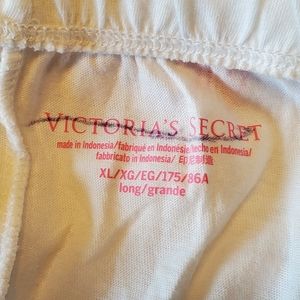 VICTORIA'S SECRET
made in Indonesia/fabriqué en Indonésie/hecho en Indonesia/
fabbricato in Indonesia/ 印尼制造
XL/XG/EG/175/86A
long/grande